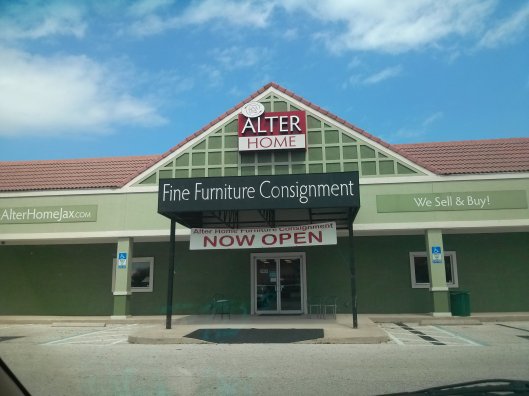 ALTER
HOME
Fine Furniture Consignment
AlterHomeJax.com
We Sell & Buy!
Alter Home Furniture Consignment
NOW OPEN